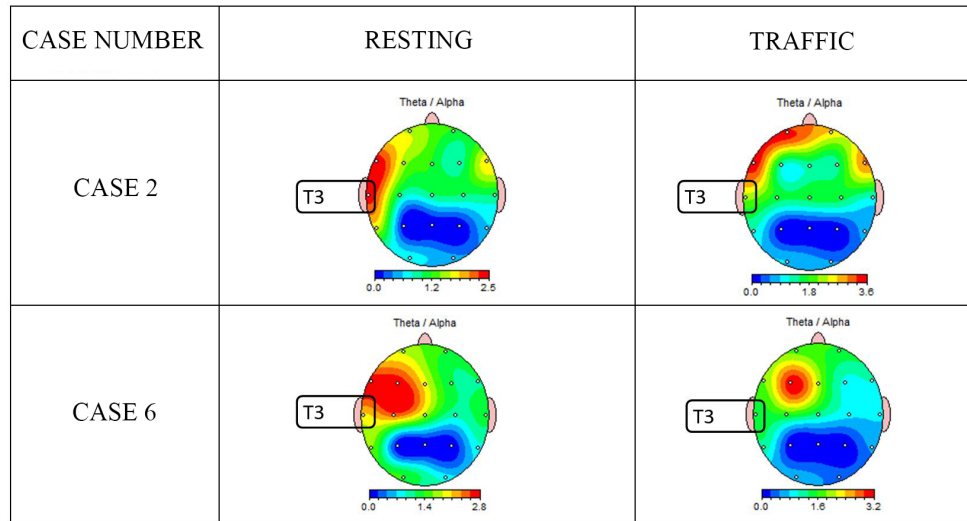 CASE NUMBER
RESTING
TRAFFIC
CASE 2
Theta / Alpha
T3
0.0 1.2 2.5
Theta / Alpha
T3
0.0 1.8 3.6
CASE 6
Theta / Alpha
T3
0.0 1.4 2.8
Theta / Alpha
T3
0.0 1.6 3.2